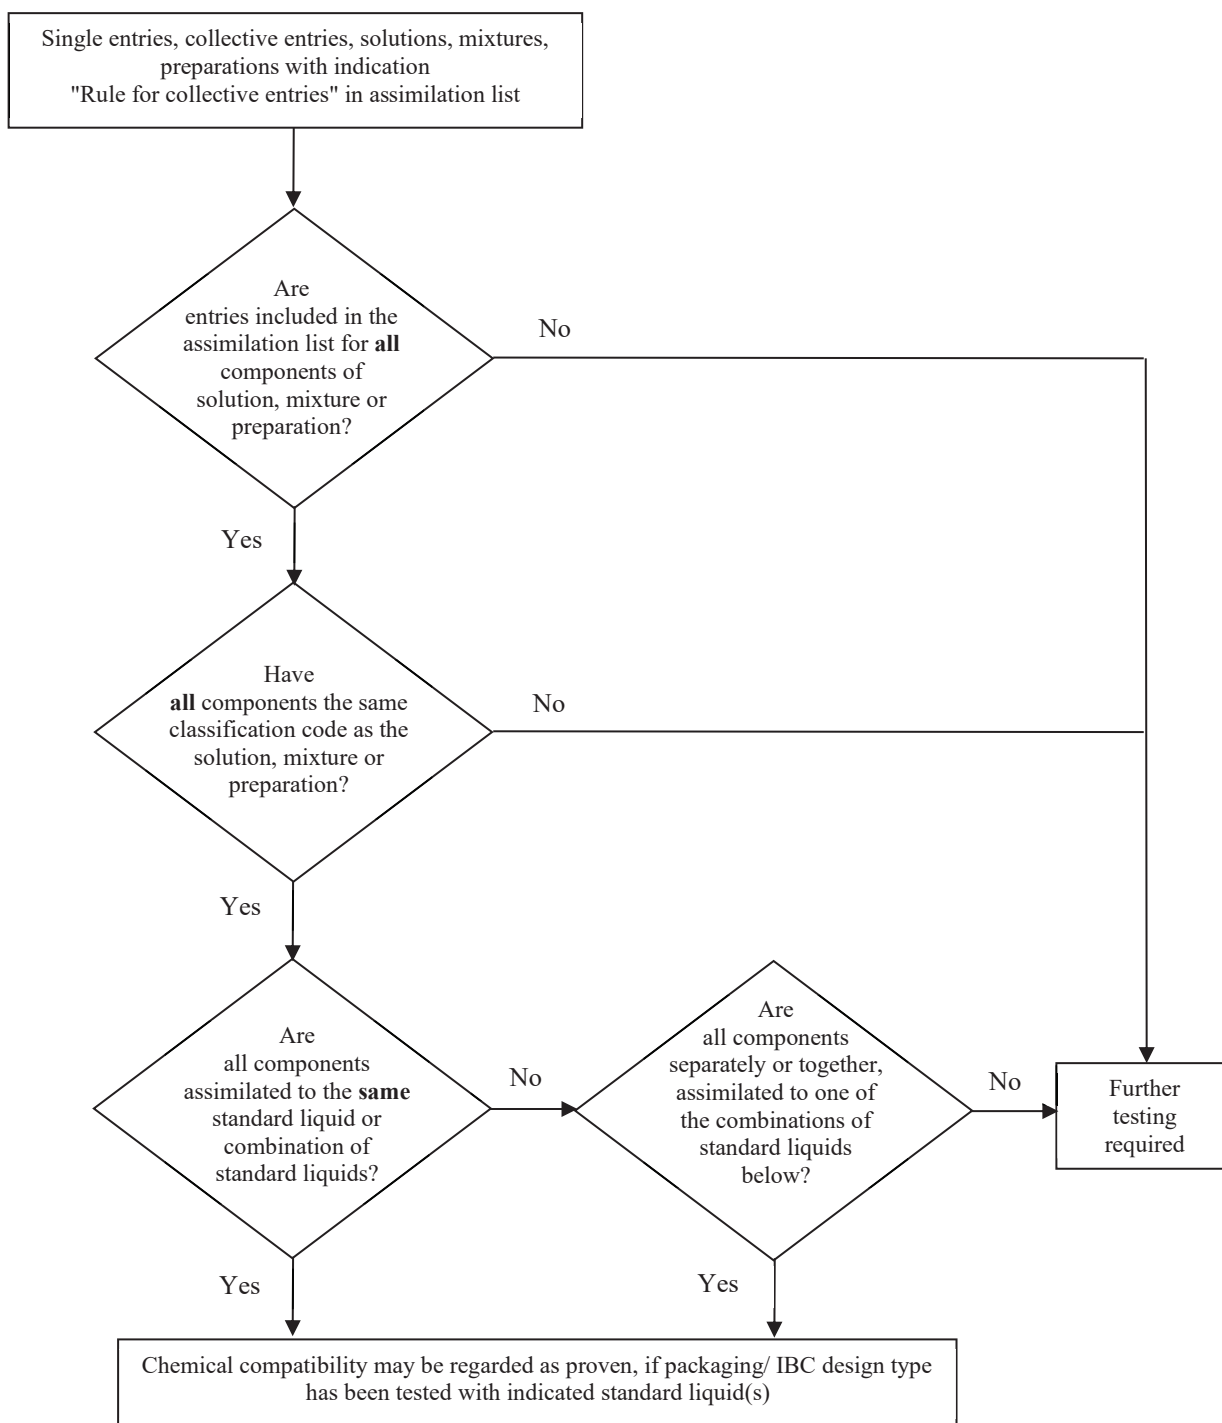 Single entries, collective entries, solutions, mixtures,
preparations with indication
"Rule for collective entries" in assimilation list
Are
entries included in the
assimilation list for all
components of
solution, mixture or
preparation?
No
Yes
Have
all components the same
classification code as the
solution, mixture or
preparation?
No
Yes
Are
all components
assimilated to the same
standard liquid or
combination of
standard liquids?
No
Are
all components
separately or together,
assimilated to one of
the combinations of
standard liquids
below?
No
Further
testing
required
Yes
Yes
Chemical compatibility may be regarded as proven, if packaging/ IBC design type
has been tested with indicated standard liquid(s)